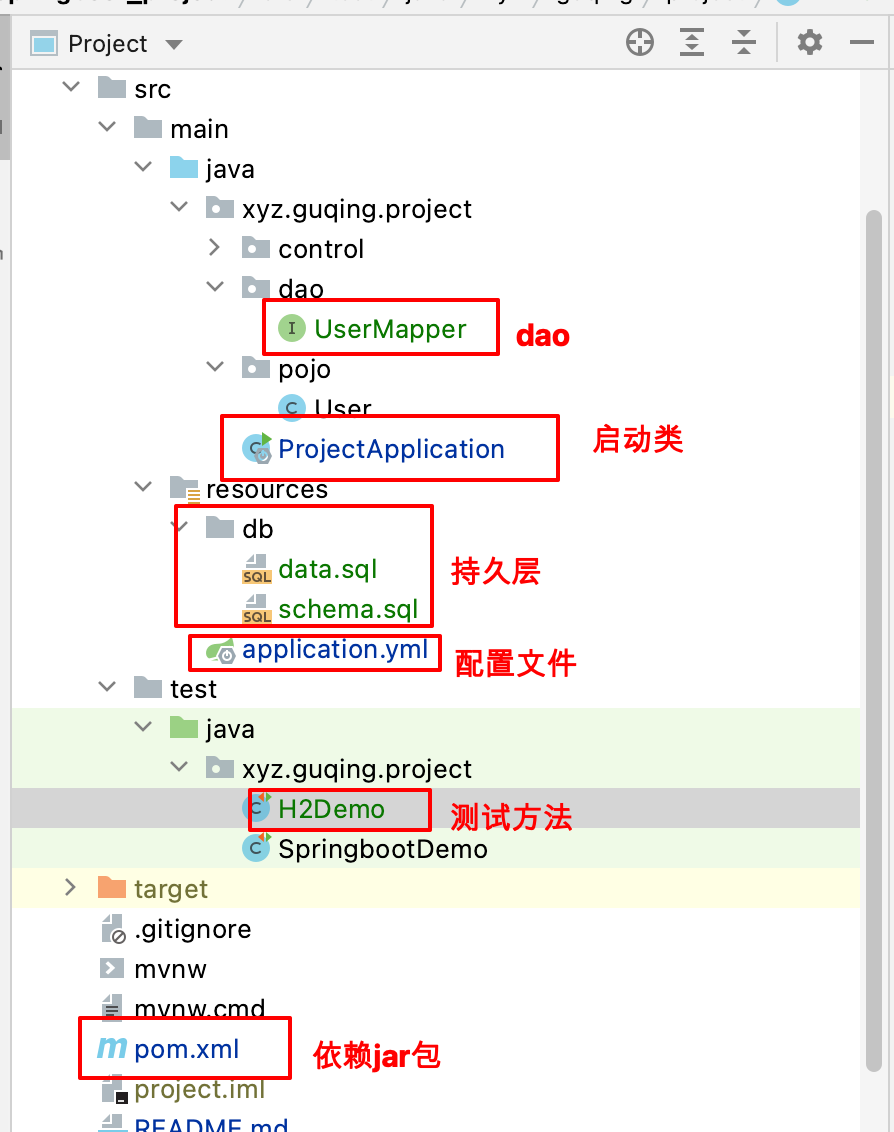 Project
src
main
java
xyz.guqing.project
control
dao
UserMapper
dao
pojo
User
ProjectApplication
启动类
resources
db
data.sql
持久层
schema.sql
application.yml
配置文件
test
java
xyz.guqing.project
H2Demo
测试方法
SpringbootDemo
target
.gitignore
mvnw
mvnw.cmd
pom.xml
依赖jar包
project.iml
README.md